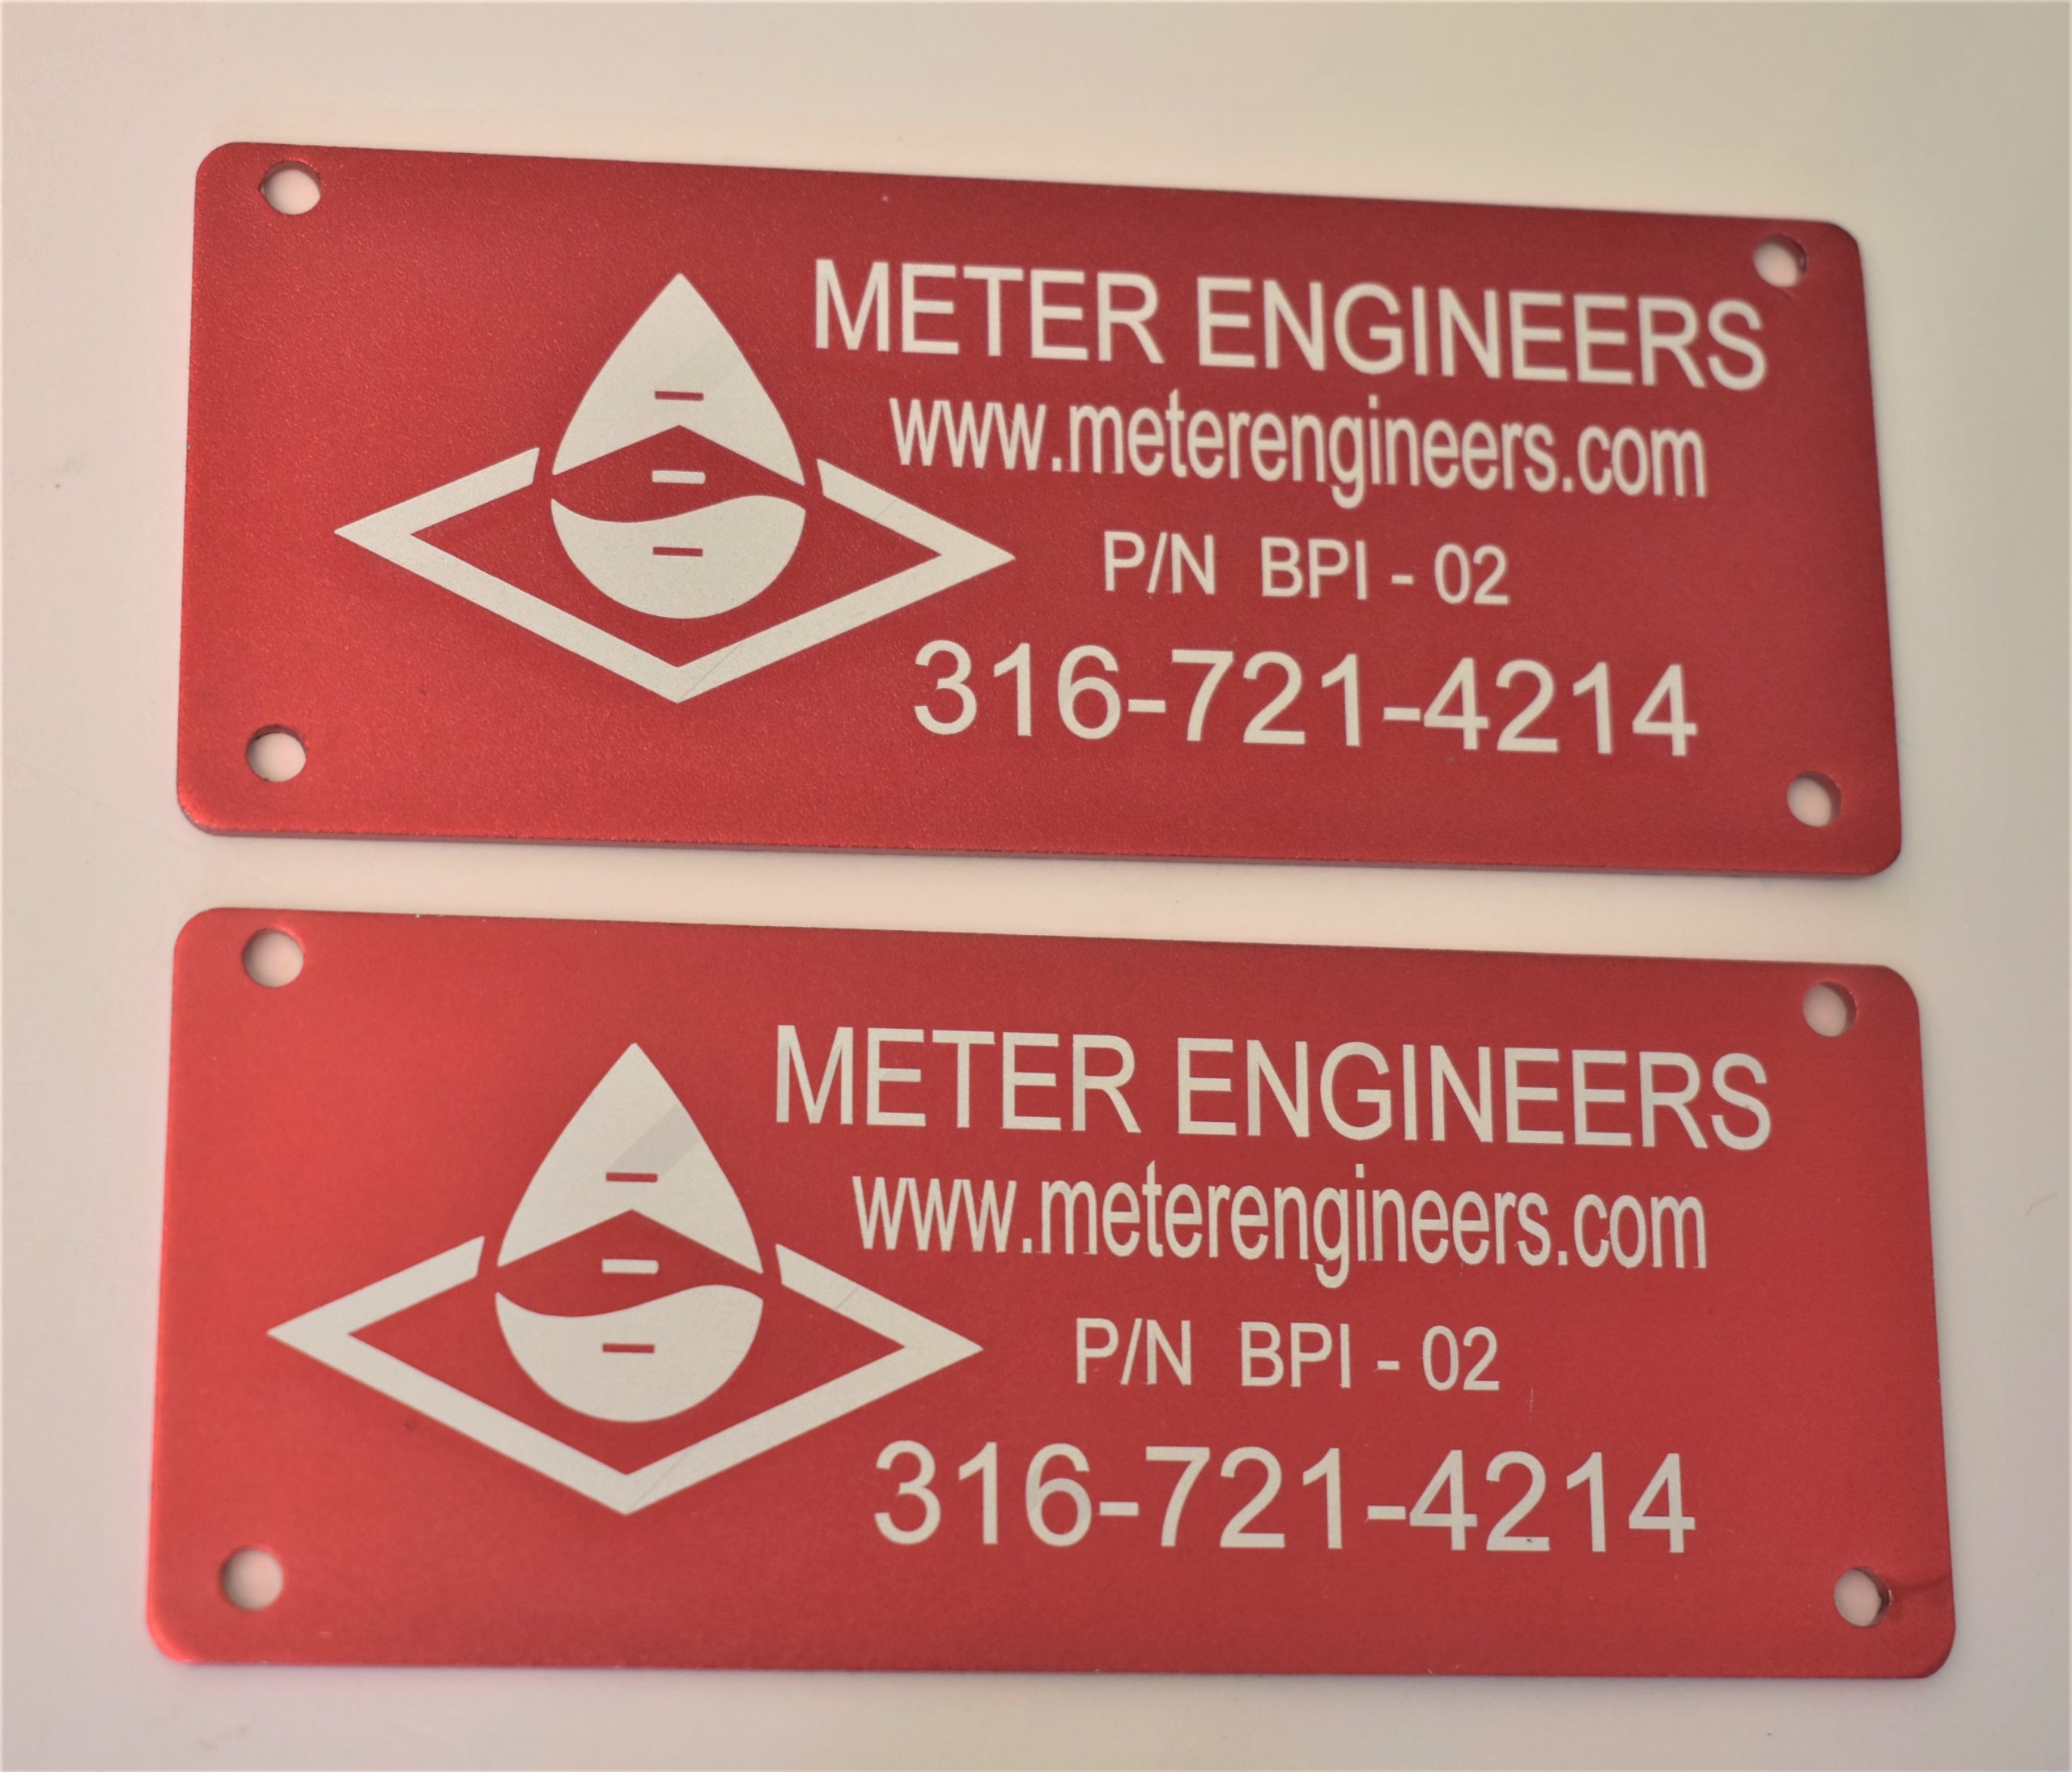 METER ENGINEERS
www.meterengineers.com
P/N BPI - 02
316-721-4214
METER ENGINEERS
www.meterengineers.com
P/N BPI - 02
316-721-4214